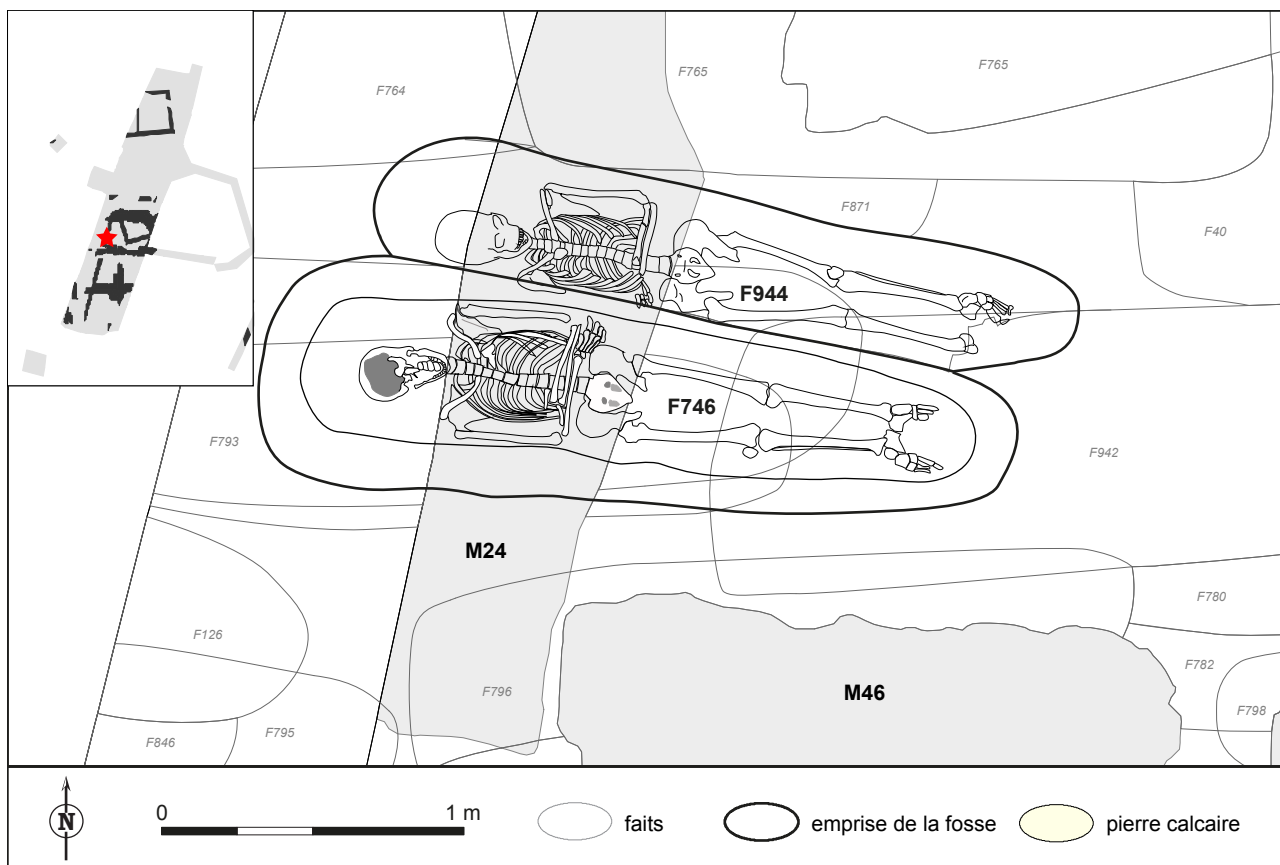 F765
F765
F764
F871
F40
F944
F746
F793
F942
M24
F780
F126
F782
F796
M46
F798
F795
F846
N
0 1 m
faits
emprise de la fosse
pierre calcaire